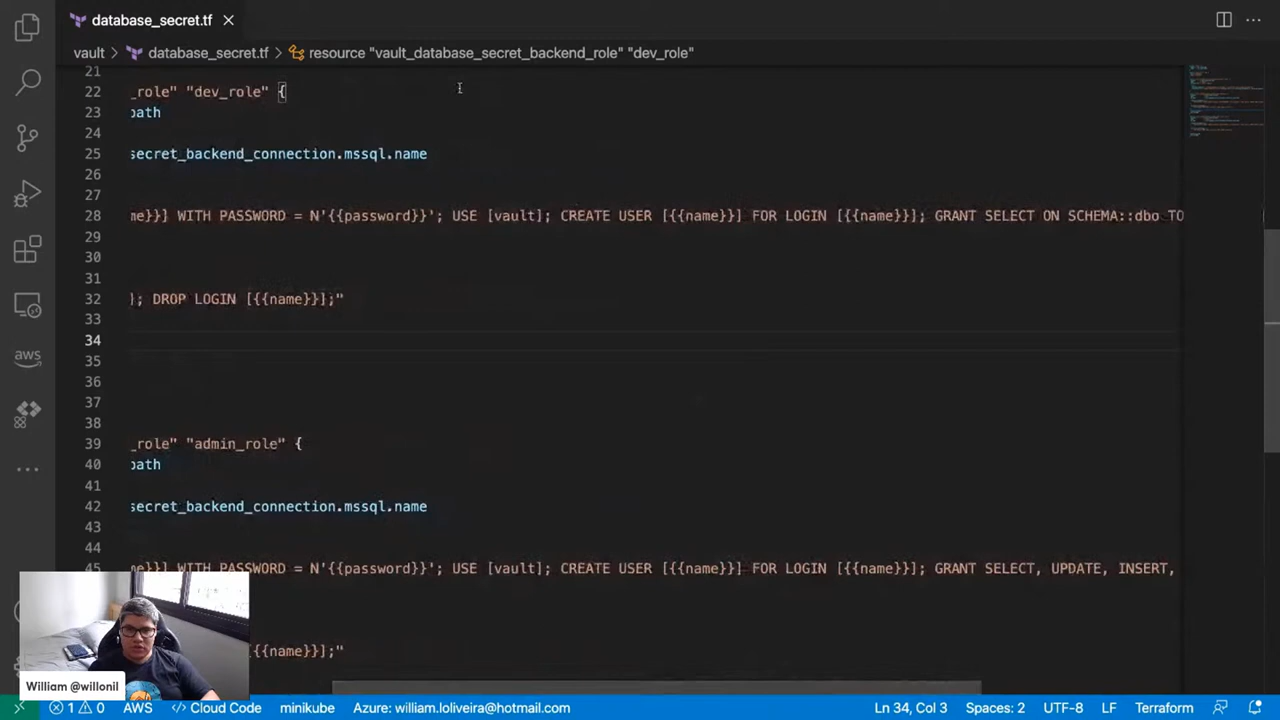 database_secret.tf
vault > database_secret.tf > resource "vault_database_secret_backend_role" "dev_role"
21
22 _role" "dev_role" {
23 path
24
25 secret_backend_connection.mssql.name
26
27
28 me}}] WITH PASSWORD = N'{{password}}'; USE [vault]; CREATE USER [{{name}}] FOR LOGIN [{{name}}]; GRANT SELECT ON SCHEMA::dbo TO
29
30
31
32 ]; DROP LOGIN [{{name}}];"
33
34
35
36
37
38
39 _role" "admin_role" {
40 path
41
42 secret_backend_connection.mssql.name
43
44
45 me}}] WITH PASSWORD = N'{{password}}'; USE [vault]; CREATE USER [{{name}}] FOR LOGIN [{{name}}]; GRANT SELECT, UPDATE, INSERT,
[{{name}}];"
aws
William @willonil
1 0 AWS Cloud Code minikube Azure: william.loliveira@hotmail.com Ln 34, Col 3 Spaces: 2 UTF-8 LF Terraform